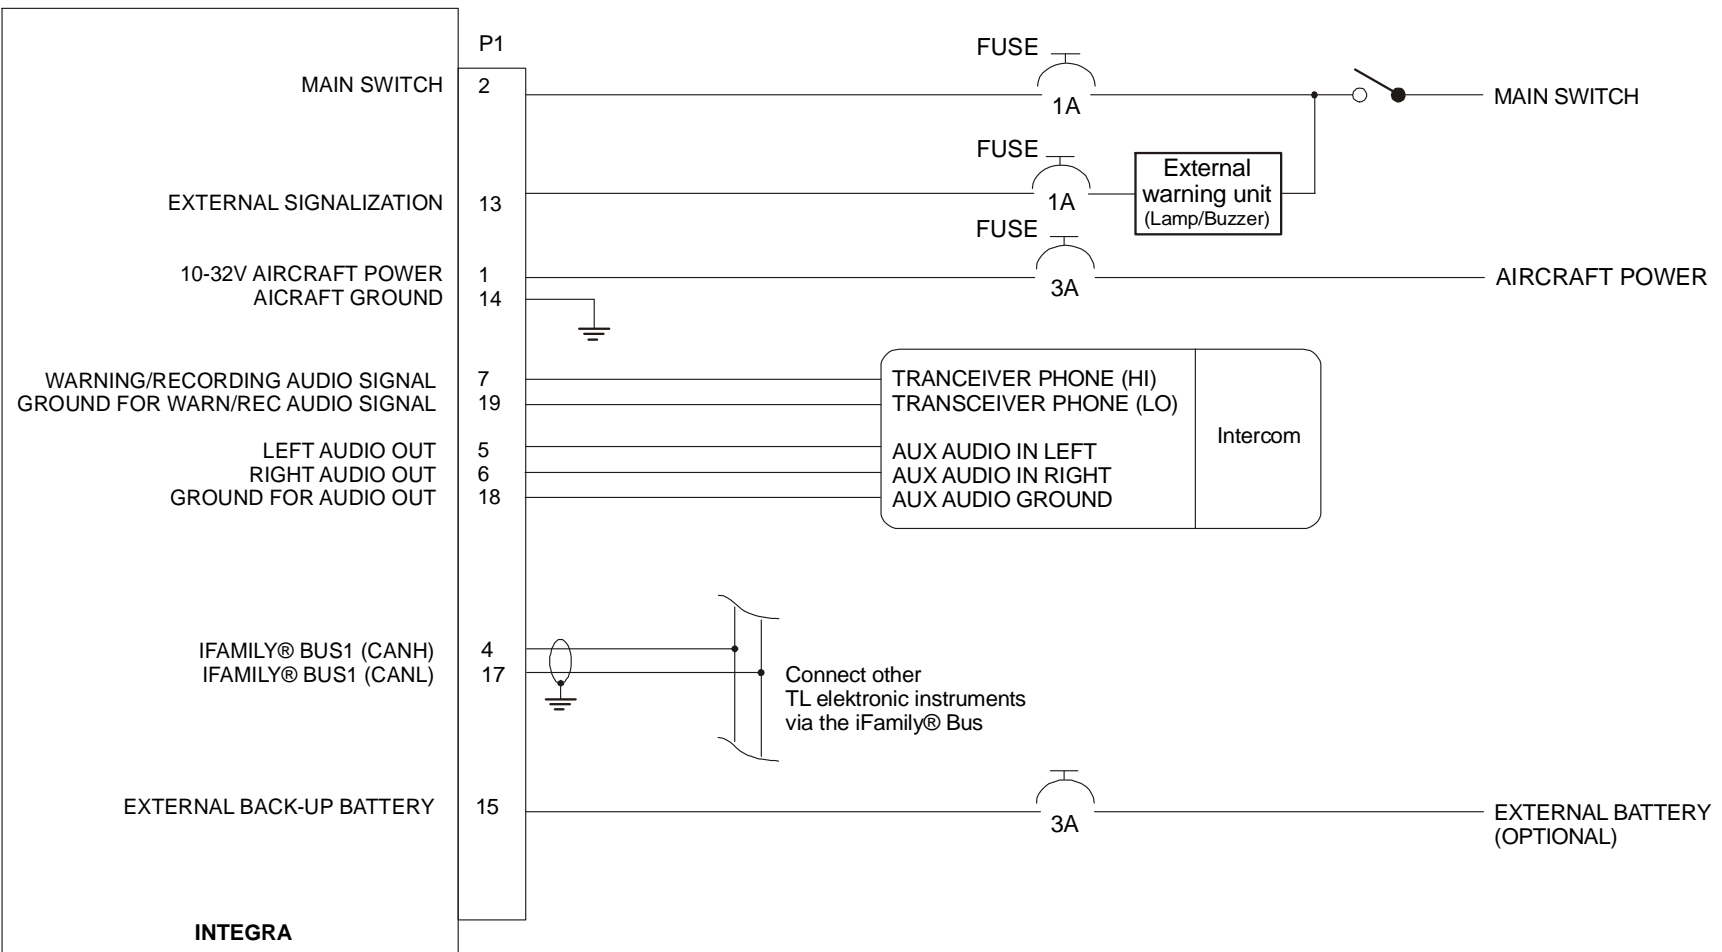 P1
FUSE
MAIN SWITCH 2 1A MAIN SWITCH
FUSE
External
warning unit
(Lamp/Buzzer)
EXTERNAL SIGNALIZATION 13 1A
FUSE
10-32V AIRCRAFT POWER 1 3A AIRCRAFT POWER
AICRAFT GROUND 14
WARNING/RECORDING AUDIO SIGNAL 7 TRANCEIVER PHONE (HI)
GROUND FOR WARN/REC AUDIO SIGNAL 19 TRANSCEIVER PHONE (LO)
Intercom
LEFT AUDIO OUT 5 AUX AUDIO IN LEFT
RIGHT AUDIO OUT 6 AUX AUDIO IN RIGHT
GROUND FOR AUDIO OUT 18 AUX AUDIO GROUND
IFAMILY® BUS1 (CANH) 4
IFAMILY® BUS1 (CANL) 17
Connect other
TL elektronic instruments
via the iFamily® Bus
EXTERNAL BACK-UP BATTERY 15 3A EXTERNAL BATTERY
(OPTIONAL)
INTEGRA